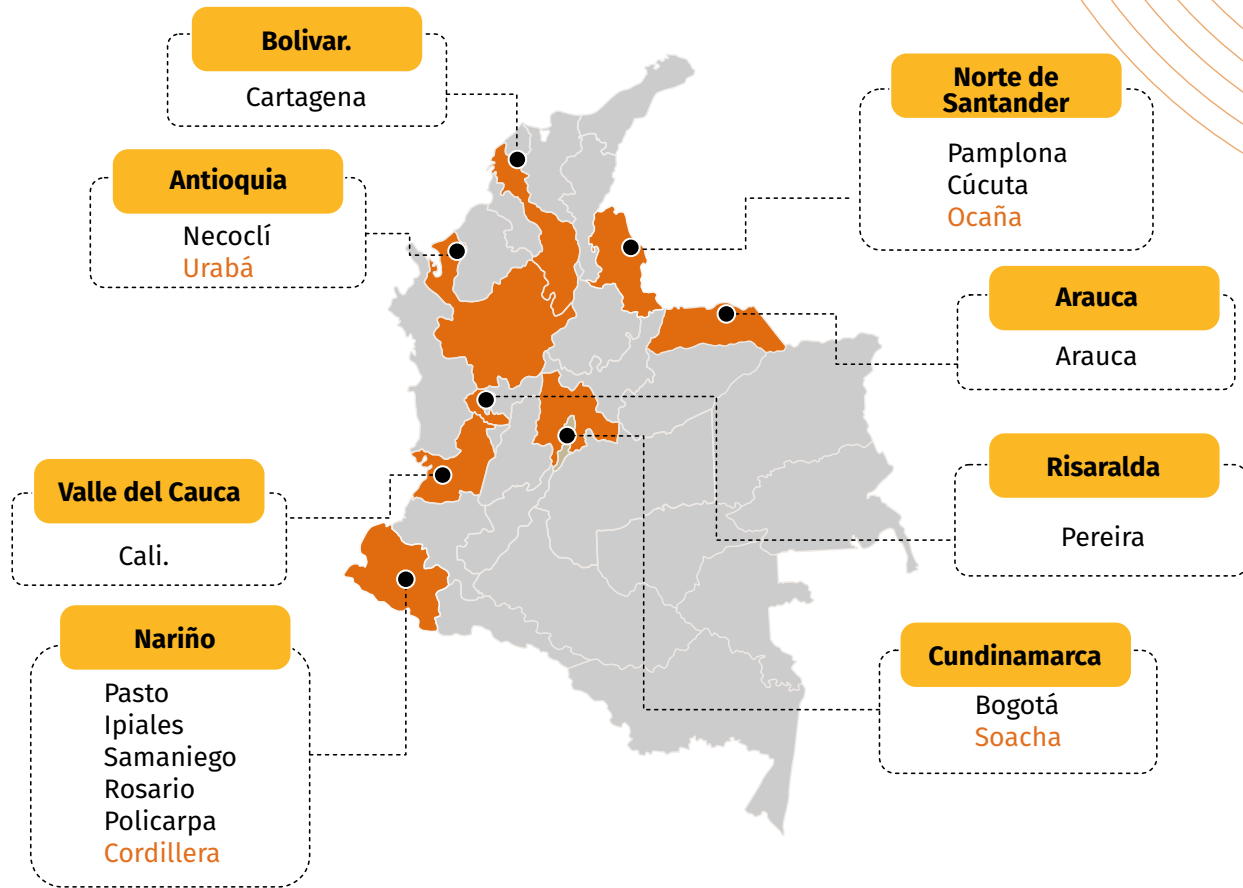 Bolivar.
Cartagena
Antioquia
Necoclí
Urabá
Norte de
Santander
Pamplona
Cúcuta
Ocaña
Arauca
Arauca
Risaralda
Pereira
Valle del Cauca
Cali.
Nariño
Pasto
Ipiales
Samaniego
Rosario
Policarpa
Cordillera
Cundinamarca
Bogotá
Soacha